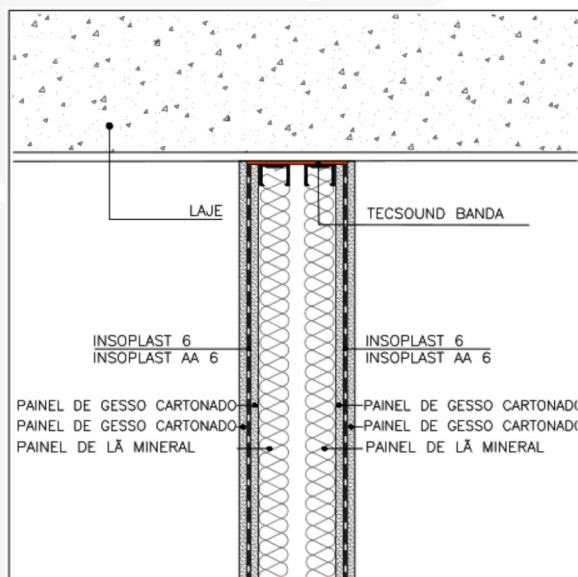 LAJE
TECSOUND BANDA
INSOPLAST 6
INSOPLAST AA 6
INSOPLAST 6
INSOPLAST AA 6
PAINEL DE GESSO CARTONADO
PAINEL DE GESSO CARTONADO
PAINEL DE LÃ MINERAL
PAINEL DE GESSO CARTONADO
PAINEL DE GESSO CARTONADO
PAINEL DE LÃ MINERAL